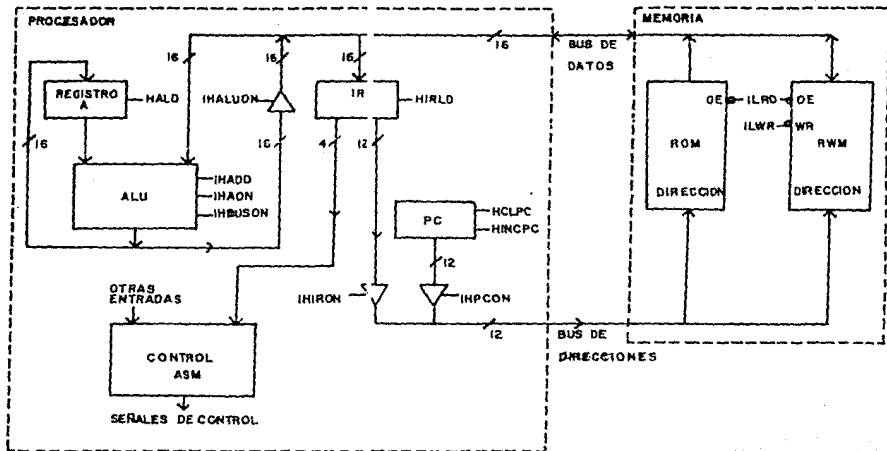 PROCESADOR
MEMORIA
16
16
16
16
BUS DE
DATOS
REGISTRO
A
HALD
IHALUON
IR
HIRLD
16
16
4
12
ALU
IHADD
IHAON
IHBUSON
PC
HCLPC
HINCPC
12
OE
ILRD
OE
ILWR
WR
ROM
RWM
DIRECCION
DIRECCION
OTRAS
ENTRADAS
IHIRON
IHPCON
12
BUS DE
DIRECCIONES
CONTROL
ASM
SEÑALES DE CONTROL